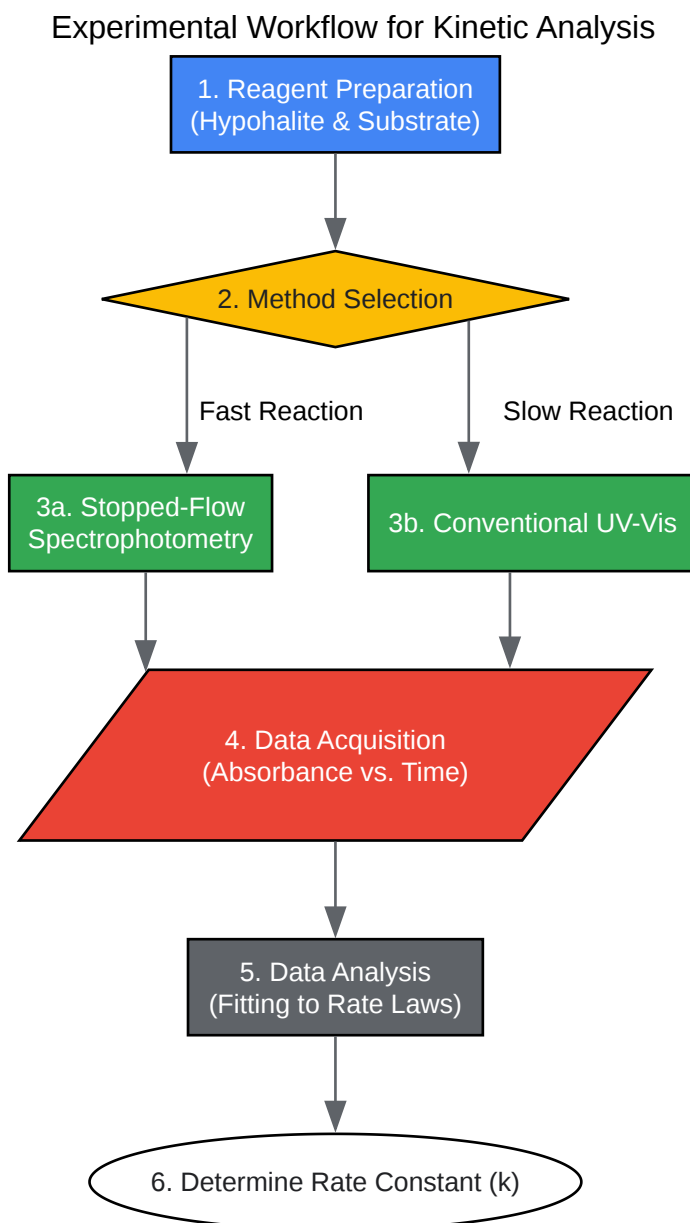 Experimental Workflow for Kinetic Analysis
1. Reagent Preparation
(Hypohalite & Substrate)
2. Method Selection
Fast Reaction
Slow Reaction
3a. Stopped-Flow
Spectrophotometry
3b. Conventional UV-Vis
4. Data Acquisition
(Absorbance vs. Time)
5. Data Analysis
(Fitting to Rate Laws)
6. Determine Rate Constant (k)